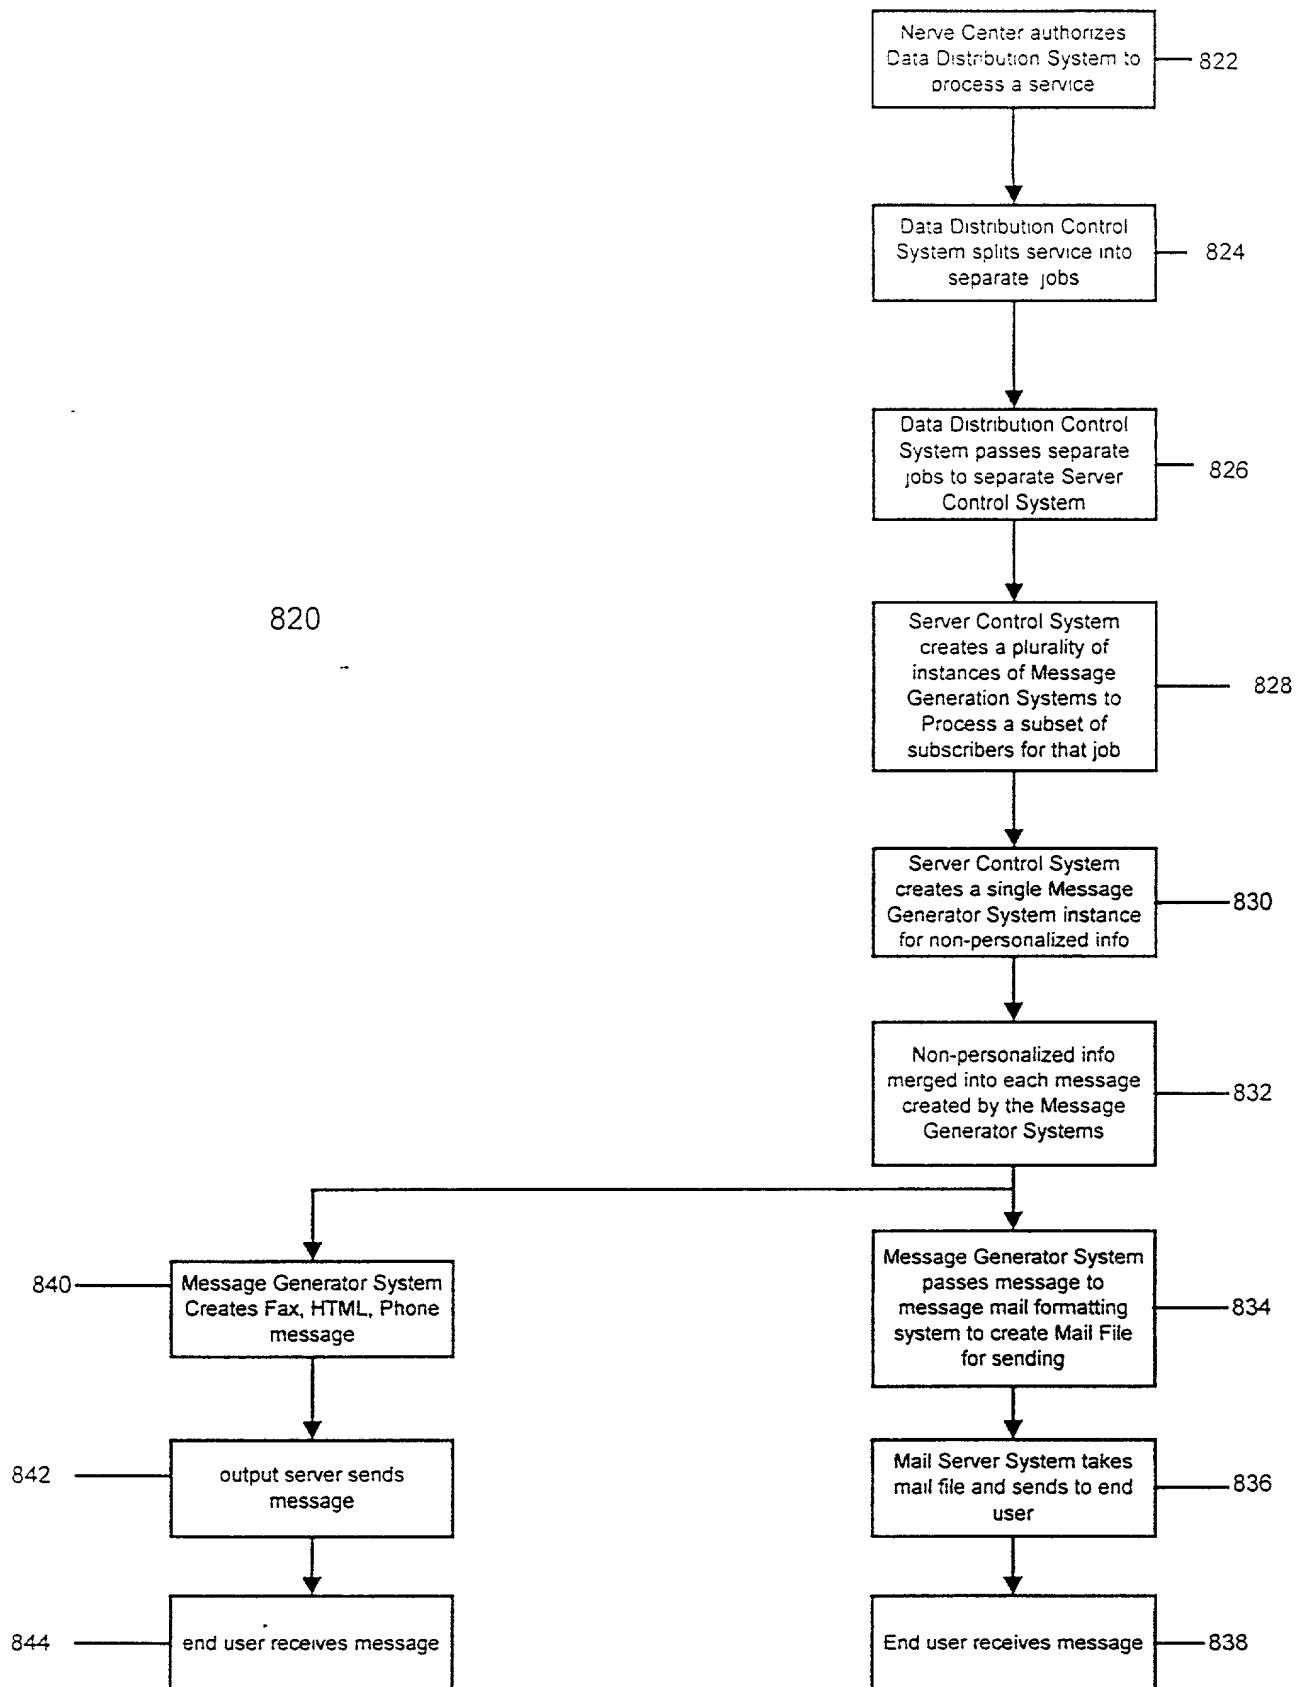 Nerve Center authorizes
Data Distribution System to
process a service
822
Data Distribution Control
System splits service into
separate jobs
824
Data Distribution Control
System passes separate
jobs to separate Server
Control System
826
820
Server Control System
creates a plurality of
instances of Message
Generation Systems to
Process a subset of
subscribers for that job
828
Server Control System
creates a single Message
Generator System instance
for non-personalized info
830
Non-personalized info
merged into each message
created by the Message
Generator Systems
832
840
Message Generator System
Creates Fax, HTML, Phone
message
Message Generator System
passes message to
message mail formatting
system to create Mail File
for sending
834
842
output server sends
message
Mail Server System takes
mail file and sends to end
user
836
844
end user receives message
End user receives message
838